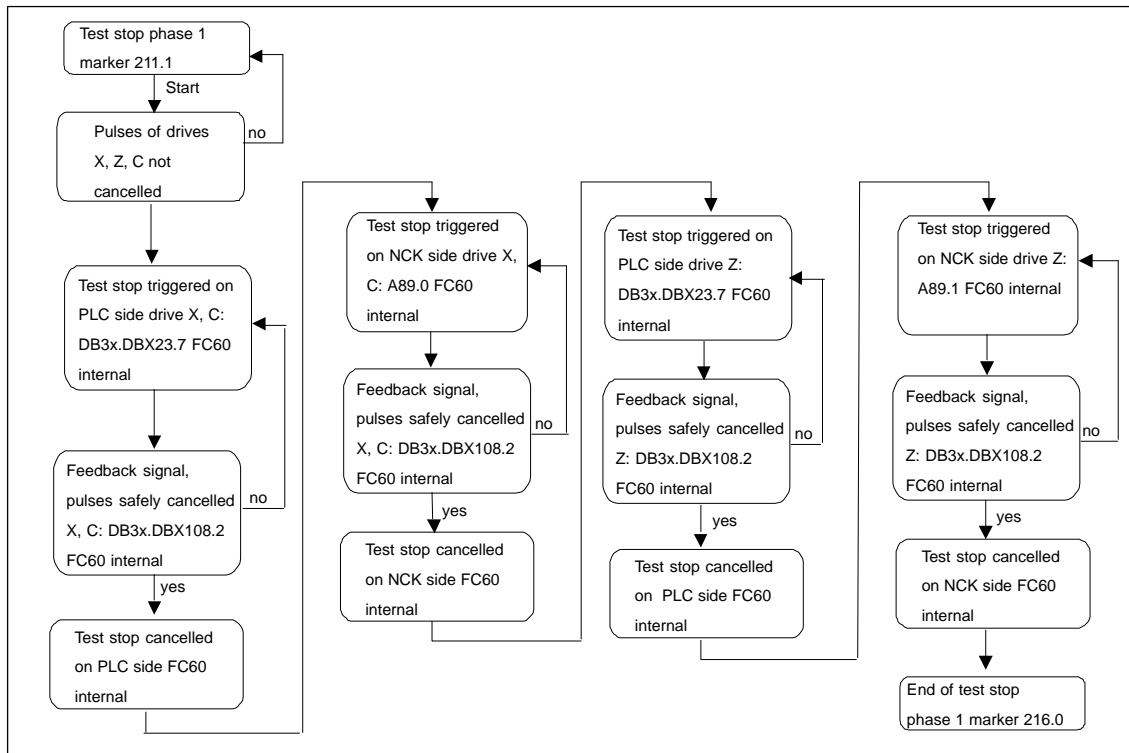 Test stop phase 1
marker 211.1
Start
Pulses of drives
X, Z, C not
cancelled
no
Test stop triggered on
PLC side drive X, C:
DB3x.DBX23.7 FC60
internal
Feedback signal,
pulses safely cancelled
X, C: DB3x.DBX108.2
FC60 internal
no
yes
Test stop cancelled
on PLC side FC60
internal
Test stop triggered
on NCK side drive X,
C: A89.0 FC60
internal
Feedback signal,
pulses safely cancelled
X, C: DB3x.DBX108.2
FC60 internal
no
yes
Test stop cancelled
on NCK side FC60
internal
Test stop triggered on
PLC side drive Z:
DB3x.DBX23.7 FC60
internal
Feedback signal,
pulses safely cancelled
Z: DB3x.DBX108.2
FC60 internal
no
yes
Test stop cancelled
on PLC side FC60
internal
Test stop triggered
on NCK side drive Z:
A89.1 FC60 internal
Feedback signal,
pulses safely cancelled
Z: DB3x.DBX108.2
FC60 internal
no
yes
Test stop cancelled
on NCK side FC60
internal
End of test stop
phase 1 marker 216.0